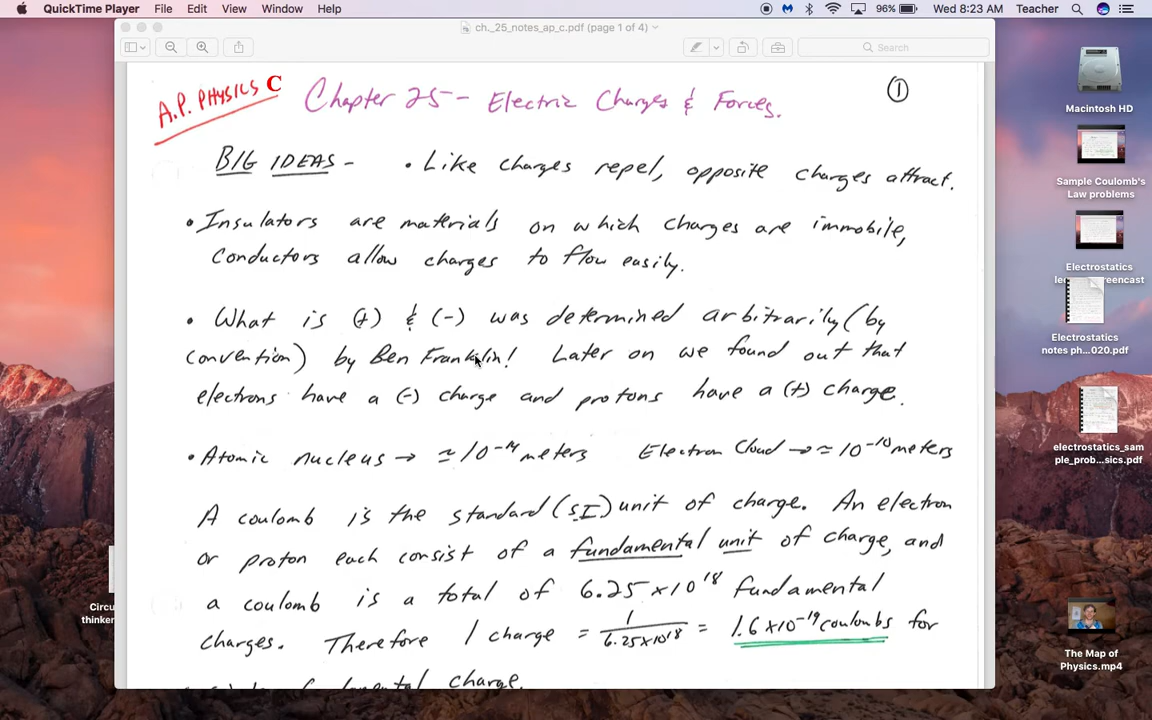 QuickTime Player File Edit View Window Help 96% Wed 8:23 AM Teacher
ch._25_notes_ap_c.pdf (page 1 of 4)
Search
A.P. PHYSICS C Chapter 25 - Electric Charges & Forces. 1
BIG IDEAS - • Like charges repel, opposite charges attract.
• Insulators are materials on which charges are immobile,
conductors allow charges to flow easily.
• What is (+) & (-) was determined arbitrarily (by
convention) by Ben Franklin! Later on we found out that
electrons have a (-) charge and protons have a (+) charge.
• Atomic nucleus → ≈ 10⁻¹⁴ meters Electron Cloud → ≈ 10⁻¹⁰ meters
A coulomb is the standard (SI) unit of charge. An electron
or proton each consist of a fundamental unit of charge, and
a coulomb is a total of 6.25 x 10¹⁸ fundamental
charges. Therefore 1 charge = 1/6.25x10¹⁸ = 1.6 x 10⁻¹⁹ coulombs for
fundamental charge.
Macintosh HD
Sample Coulomb's
Law problems
Electrostatics
Electrostatics
notes ph...020.pdf
electrostatics_sam
ple_prob...sics.pdf
The Map of
Physics.mp4
Circu
thinker